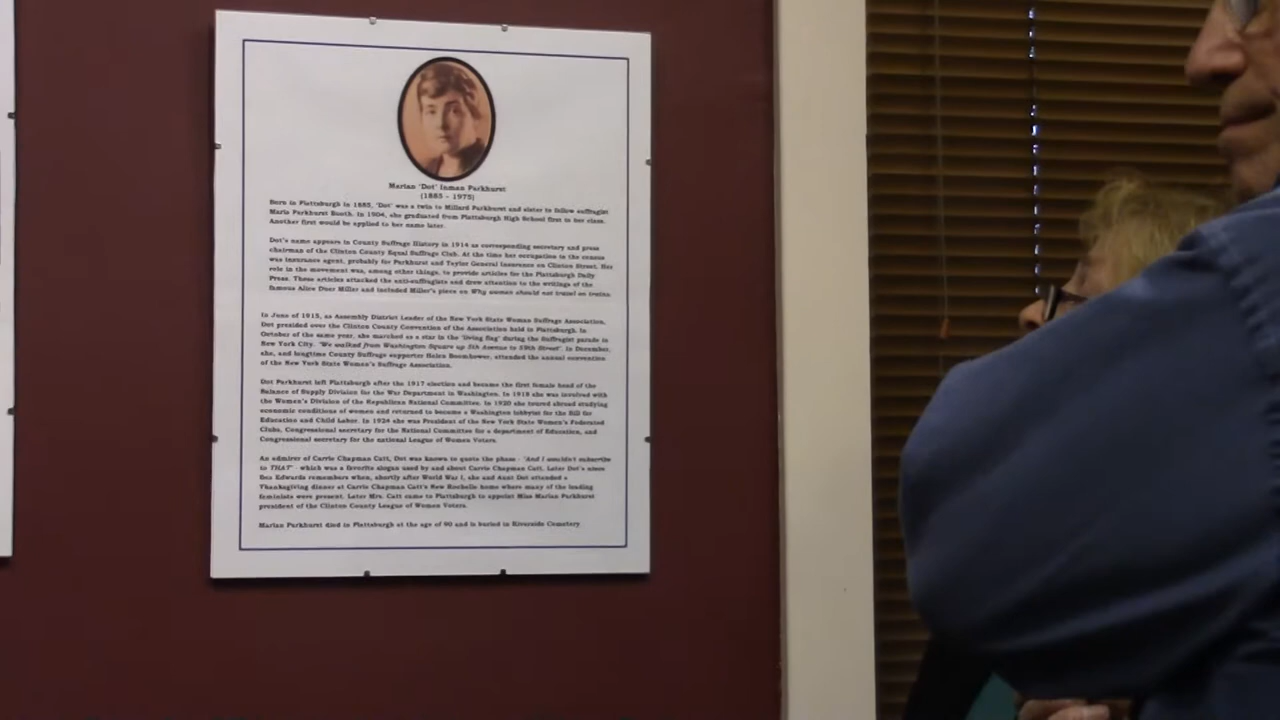 Marian 'Dot' Inman Parkhurst
(1885 - 1975)
Born in Plattsburgh in 1885, 'Dot' was a twin to Millard Parkhurst and sister to fellow suffragist
Marie Parkhurst Booth. In 1904, she graduated from Plattsburgh High School first in her class.
Another first would be applied to her name later.
Dot's name appears in County Suffrage History in 1914 as corresponding secretary and press
chairman of the Clinton County Equal Suffrage Club. At the time her occupation in the census
was insurance agent, probably for Parkhurst and Taylor General Insurance on Clinton Street. Her
role in the movement was, among other things, to provide articles for the Plattsburgh Daily
Press. These articles attacked the anti-suffragists and drew attention to the writings of the
famous Alice Duer Miller and included Miller's piece on Why women should not travel on trains.
In June of 1915, as Assembly District Leader of the New York State Woman Suffrage Association,
Dot presided over the Clinton County Convention of the Association held in Plattsburgh. In
October of the same year, she marched as a star in the 'living flag' during the Suffragist parade in
New York City. "We walked from Washington Square up 5th Avenue to 59th Street". In December,
she, and longtime County Suffrage supporter Helen Boomhower, attended the annual convention
of the New York State Women's Suffrage Association.
Dot Parkhurst left Plattsburgh after the 1917 election and became the first female head of the
Balance of Supply Division for the War Department in Washington. In 1918 she was involved with
the Women's Division of the Republican National Committee. In 1920 she toured abroad studying
economic conditions of women and returned to become a Washington lobbyist for the Bill for
Education and Child Labor. In 1924 she was President of the New York State Women's Federated
Clubs, Congressional secretary for the National Committee for a department of Education, and
Congressional secretary for the national League of Women Voters.
An admirer of Carrie Chapman Catt, Dot was known to quote the phase - "And I wouldn't subscribe
to THAT" - which was a favorite slogan used by and about Carrie Chapman Catt. Later Dot's niece
Bea Edwards remembers when, shortly after World War I, she and Aunt Dot attended a
Thanksgiving dinner at Carrie Chapman Catt's New Rochelle home where many of the leading
feminists were present. Later Mrs. Catt came to Plattsburgh to appoint Miss Marian Parkhurst
president of the Clinton County League of Women Voters.
Marian Parkhurst died in Plattsburgh at the age of 90 and is buried in Riverside Cemetery